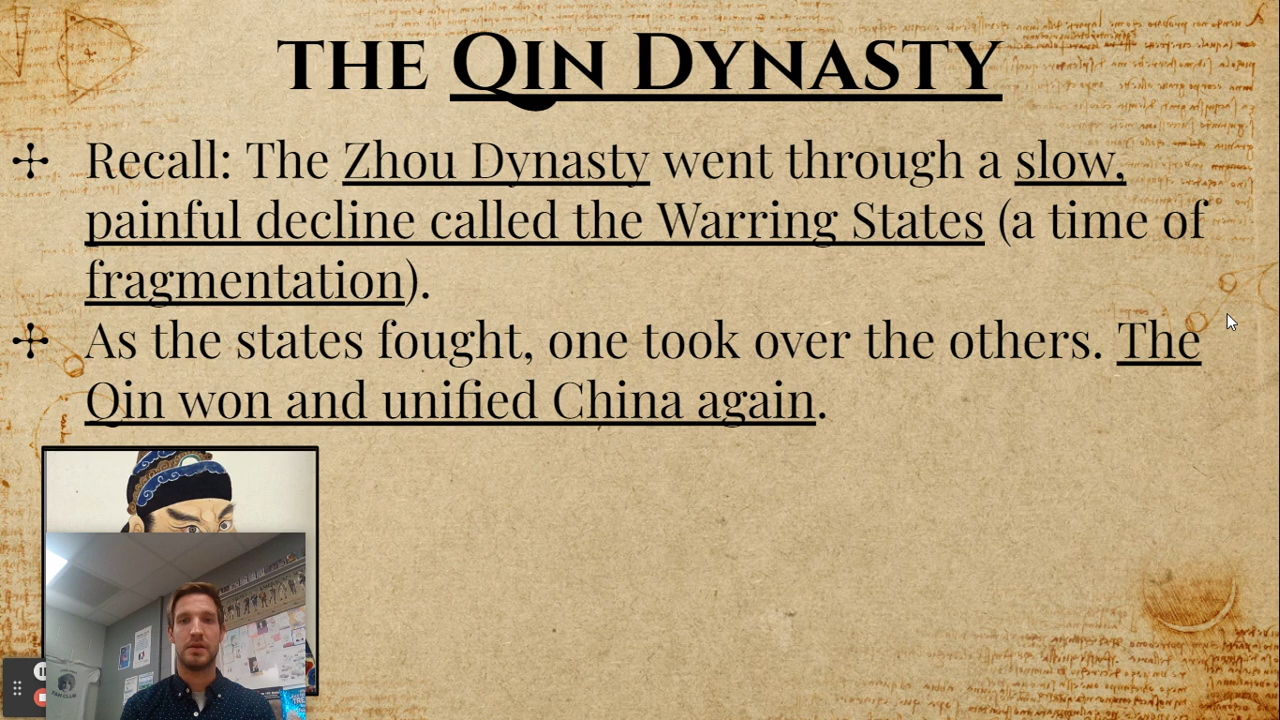 THE QIN DYNASTY
Recall: The Zhou Dynasty went through a slow,
painful decline called the Warring States (a time of
fragmentation).
As the states fought, one took over the others. The
Qin won and unified China again.